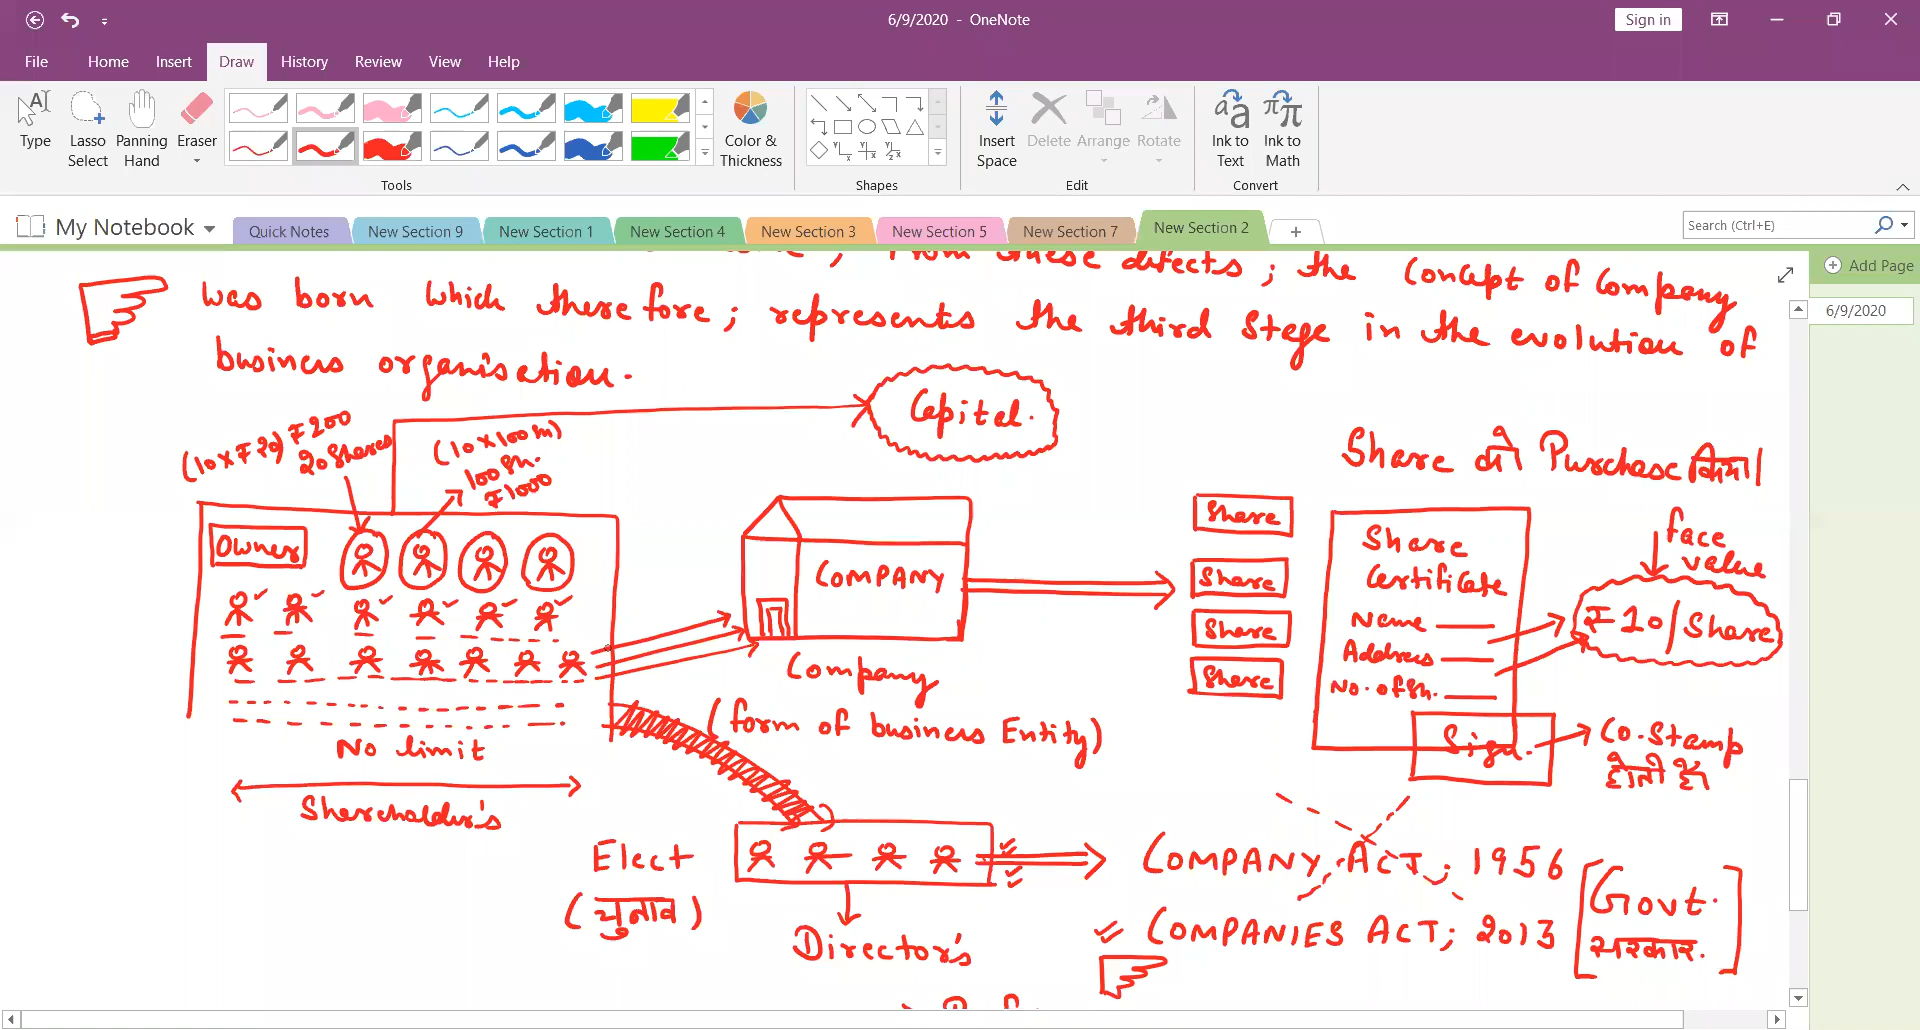 6/9/2020 - OneNote
Sign in
File Home Insert Draw History Review View Help
Type
Lasso Select
Panning Hand
Eraser
Color & Thickness
Insert Space
Delete
Arrange
Rotate
Ink to Text
Ink to Math
Tools
Shapes
Edit
Convert
My Notebook
Quick Notes
New Section 9
New Section 1
New Section 4
New Section 3
New Section 5
New Section 7
New Section 2
Search (Ctrl+E)
Add Page
6/9/2020
from these defects; the concept of Company
was born which therefore; represents the third stage in the evolution of
business organisation.
Capital.
(10x₹20) ₹200
20 Shares
(10x100m)
100 Sh.
₹1000
Share को Purchase किया
Owner
COMPANY
Company
(form of business Entity)
Share
Share
Share
Share
Share
Certificate
Name
Address
No. of Sh.
Sign.
face value
₹10/Share
Co. Stamp
होती है
No limit
Shareholder's
Elect
(चुनाव)
Director's
COMPANY ACT; 1956
COMPANIES ACT; 2013
Govt.
सरकार.